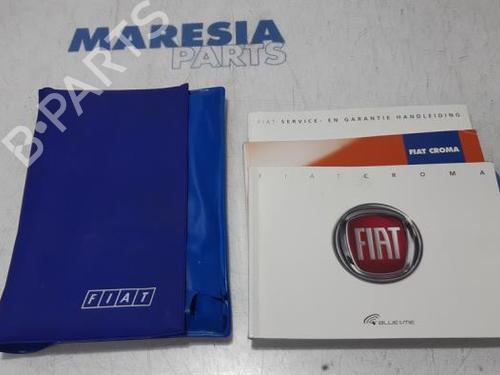 MARESIA
PARTS
B-PARTS
FIAT SERVICE- EN GARANTIE HANDLEIDING
FIAT CROMA
FIAT CROMA
FIAT
BLUE&ME
FIAT